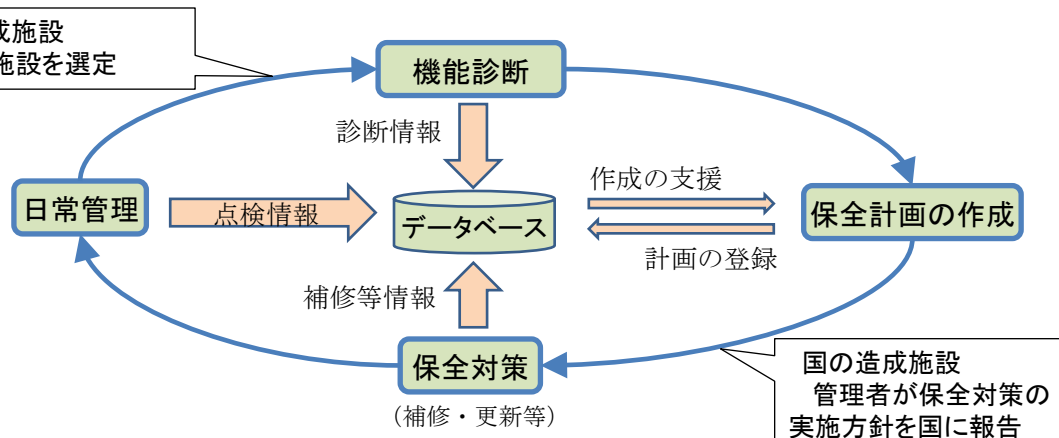 成施設
施設を選定
機能診断
診断情報
作成の支援
日常管理
点検情報
データベース
保全計画の作成
計画の登録
補修等情報
保全対策
（補修・更新等）
国の造成施設
管理者が保全対策の
実施方針を国に報告